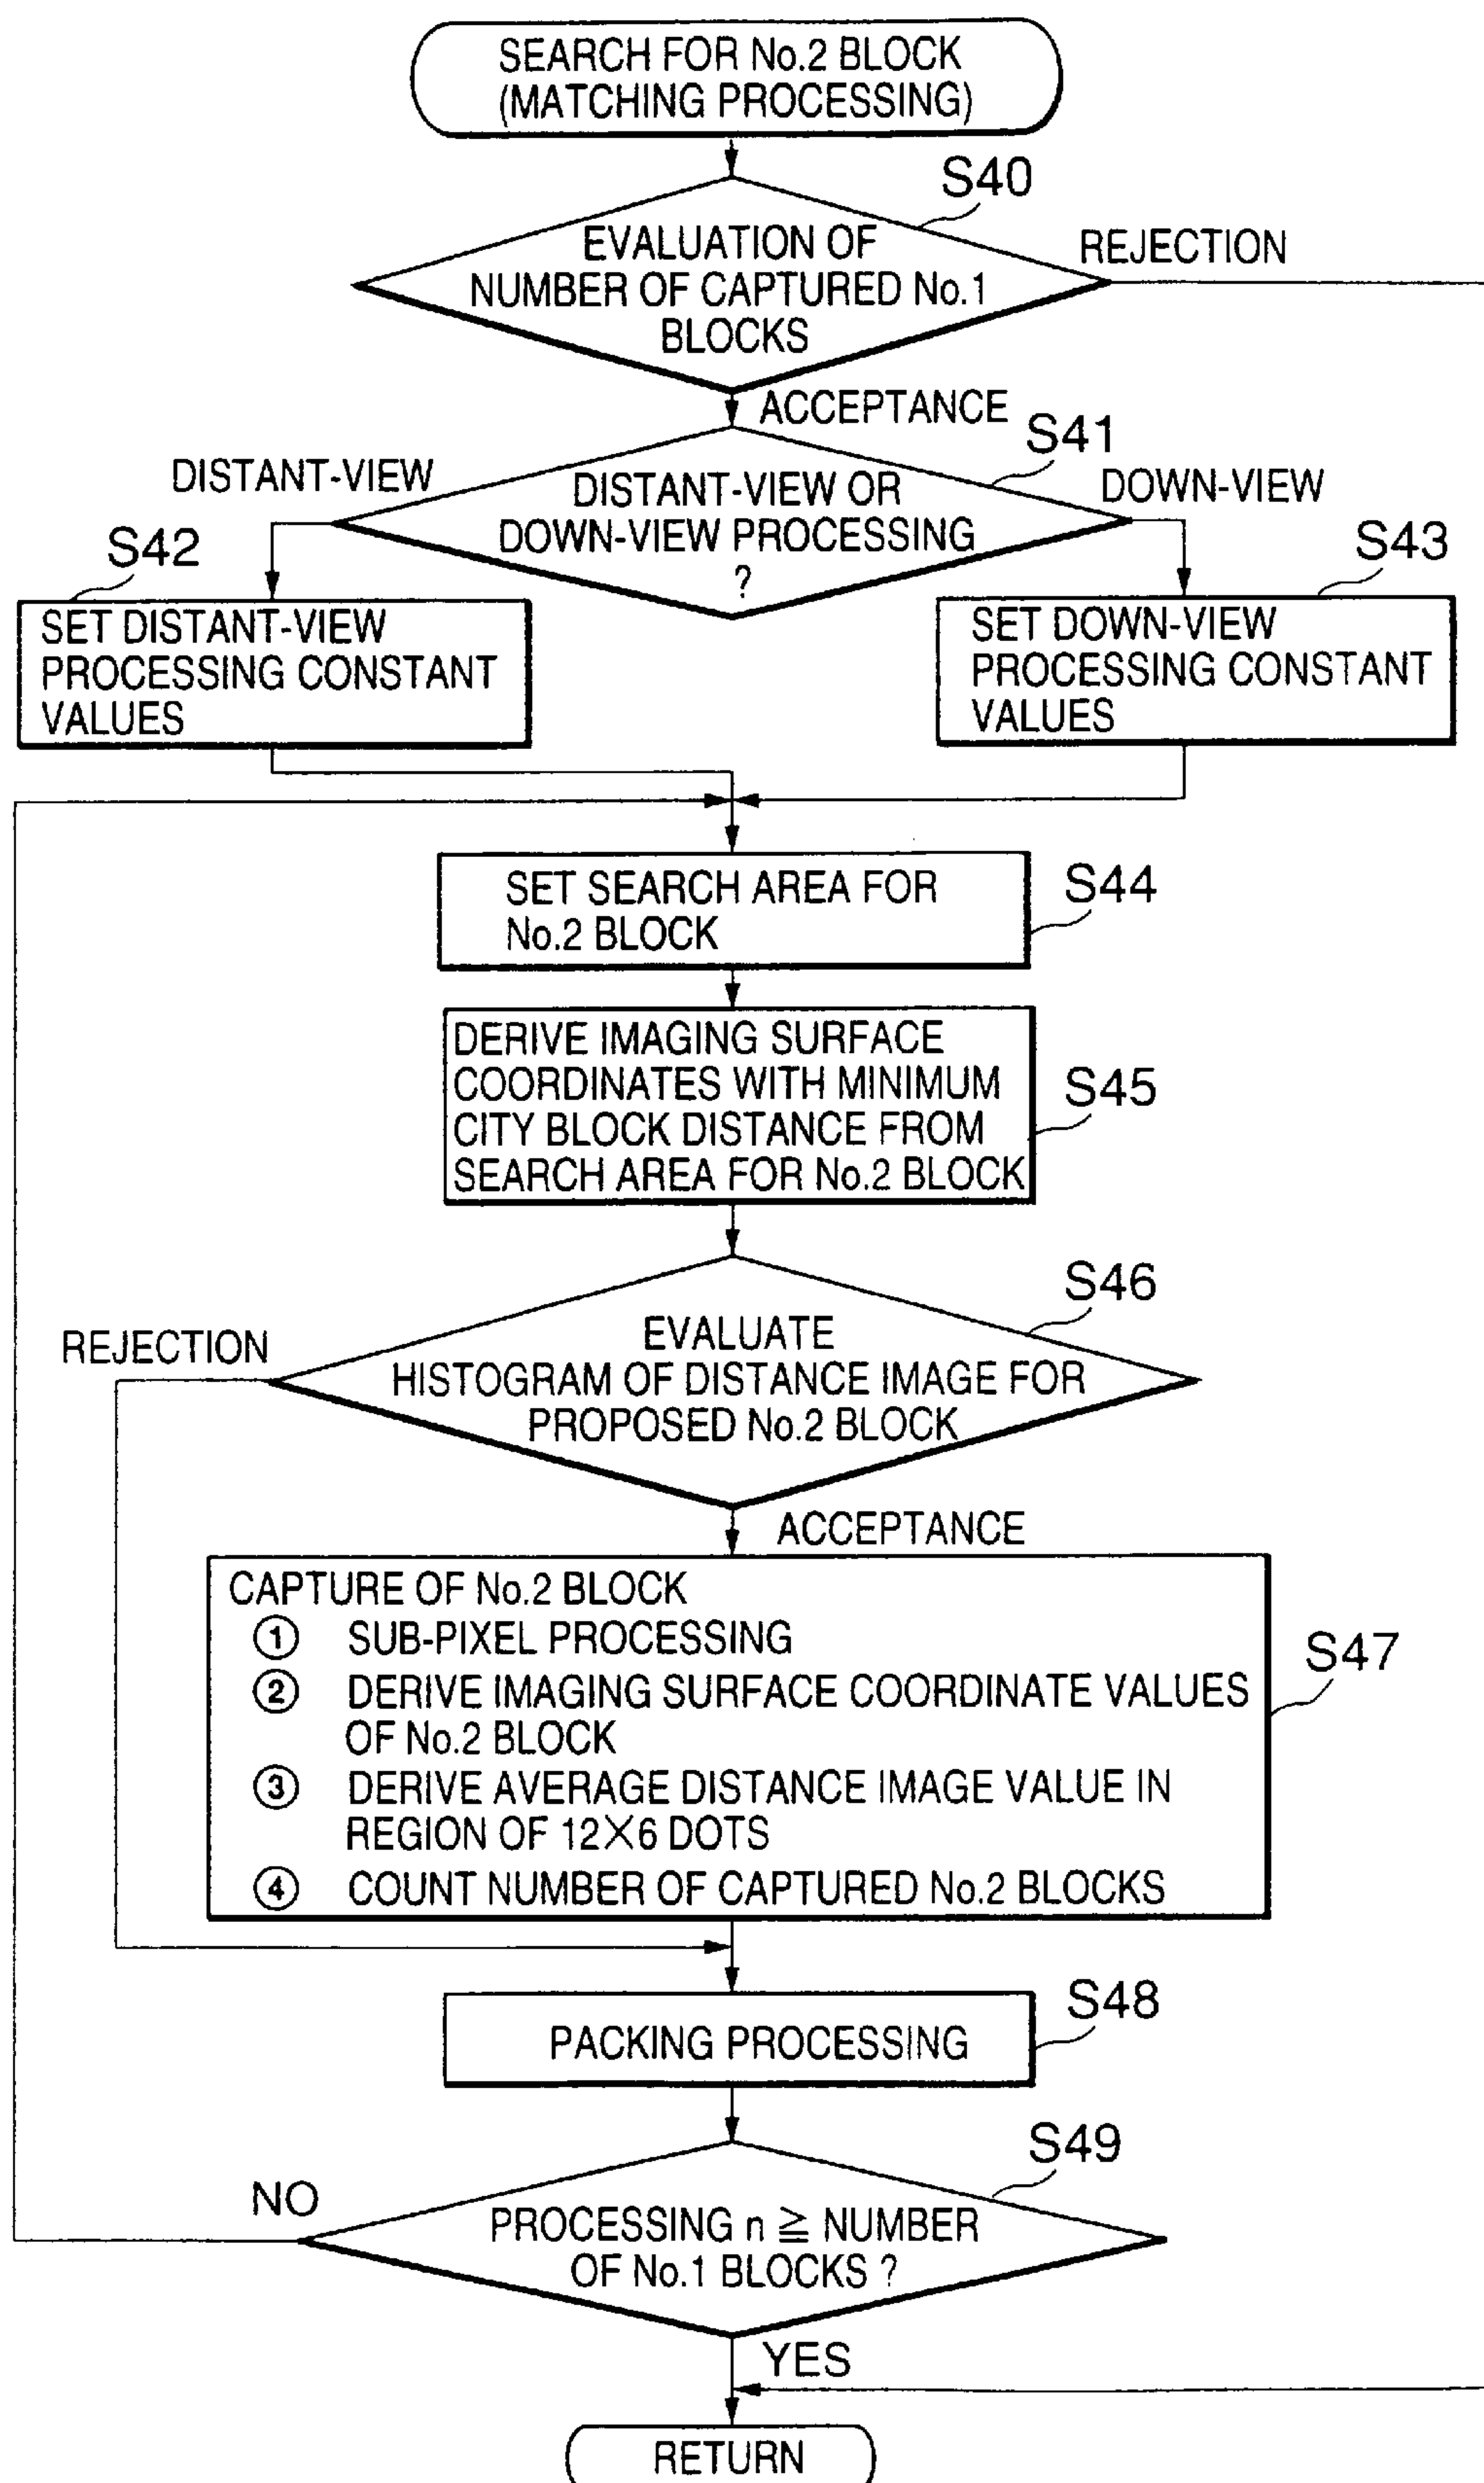 SEARCH FOR No.2 BLOCK
(MATCHING PROCESSING)
S40
EVALUATION OF
NUMBER OF CAPTURED No.1
BLOCKS
REJECTION
ACCEPTANCE
S41
DISTANT-VIEW
DISTANT-VIEW OR
DOWN-VIEW PROCESSING
?
DOWN-VIEW
S42
SET DISTANT-VIEW
PROCESSING CONSTANT
VALUES
S43
SET DOWN-VIEW
PROCESSING CONSTANT
VALUES
SET SEARCH AREA FOR
No.2 BLOCK
S44
DERIVE IMAGING SURFACE
COORDINATES WITH MINIMUM
CITY BLOCK DISTANCE FROM
SEARCH AREA FOR No.2 BLOCK
S45
S46
REJECTION
EVALUATE
HISTOGRAM OF DISTANCE IMAGE FOR
PROPOSED No.2 BLOCK
ACCEPTANCE
CAPTURE OF No.2 BLOCK
① SUB-PIXEL PROCESSING
② DERIVE IMAGING SURFACE COORDINATE VALUES
OF No.2 BLOCK
③ DERIVE AVERAGE DISTANCE IMAGE VALUE IN
REGION OF 12×6 DOTS
④ COUNT NUMBER OF CAPTURED No.2 BLOCKS
S47
PACKING PROCESSING
S48
S49
NO
PROCESSING n ≧ NUMBER
OF No.1 BLOCKS ?
YES
RETURN